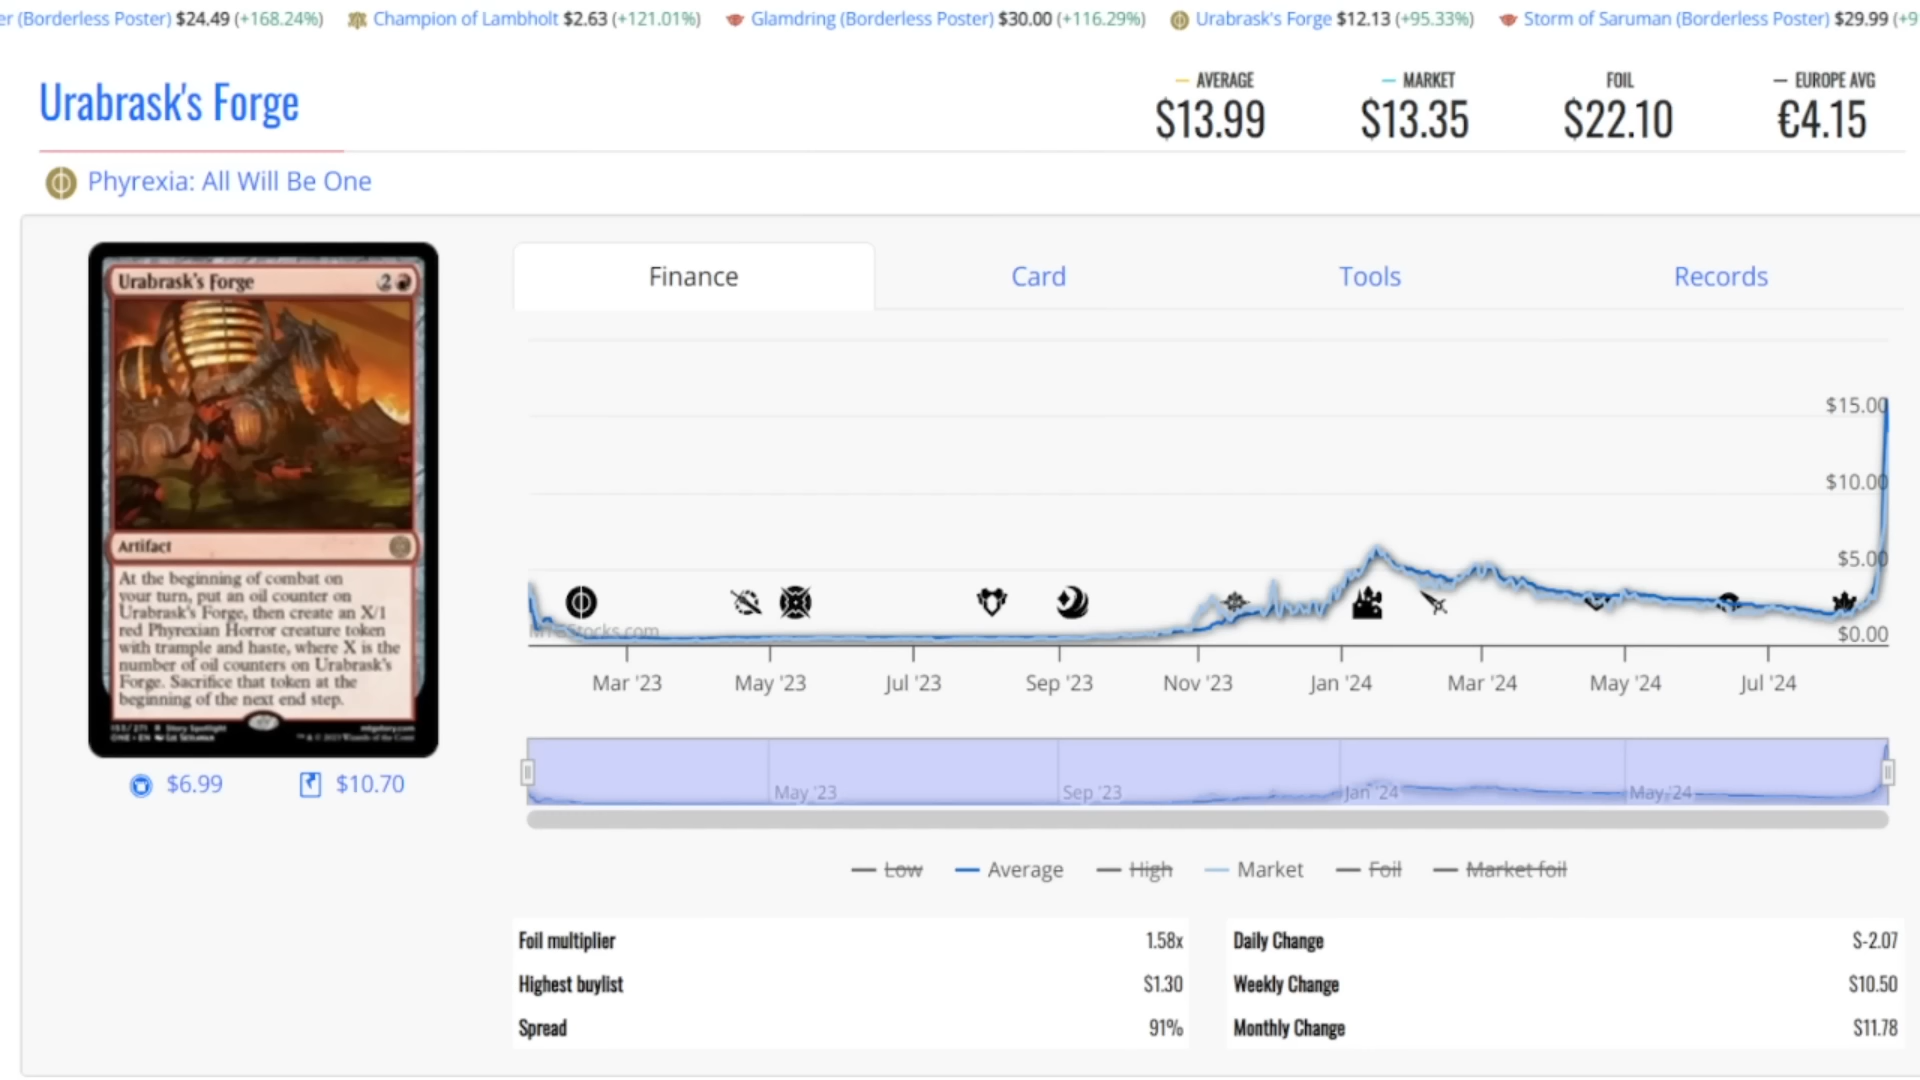 er (Borderless Poster) $24.49 (+168.24%) Champion of Lambholt $2.63 (+121.01%) Glamdring (Borderless Poster) $30.00 (+116.29%) Urabrask's Forge $12.13 (+95.33%) Storm of Saruman (Borderless Poster) $29.99 (+9
Urabrask's Forge
AVERAGE MARKET FOIL EUROPE AVG
$13.99 $13.35 $22.10 €4.15
Phyrexia: All Will Be One
Urabrask's Forge 2
Artifact
At the beginning of combat on
your turn, put an oil counter on
Urabrask's Forge, then create an X/1
red Phyrexian Horror creature token
with trample and haste, where X is the
number of oil counters on Urabrask's
Forge. Sacrifice that token at the
beginning of the next end step.
$6.99 $10.70
Finance Card Tools Records
$15.00
$10.00
$5.00
$0.00
MTGStocks.com
Mar '23 May '23 Jul '23 Sep '23 Nov '23 Jan '24 Mar '24 May '24 Jul '24
May '23 Sep '23 Jan '24 May '24
Low Average High Market Foil Market foil
Foil multiplier 1.58x
Highest buylist $1.30
Spread 91%
Daily Change $-2.07
Weekly Change $10.50
Monthly Change $11.78